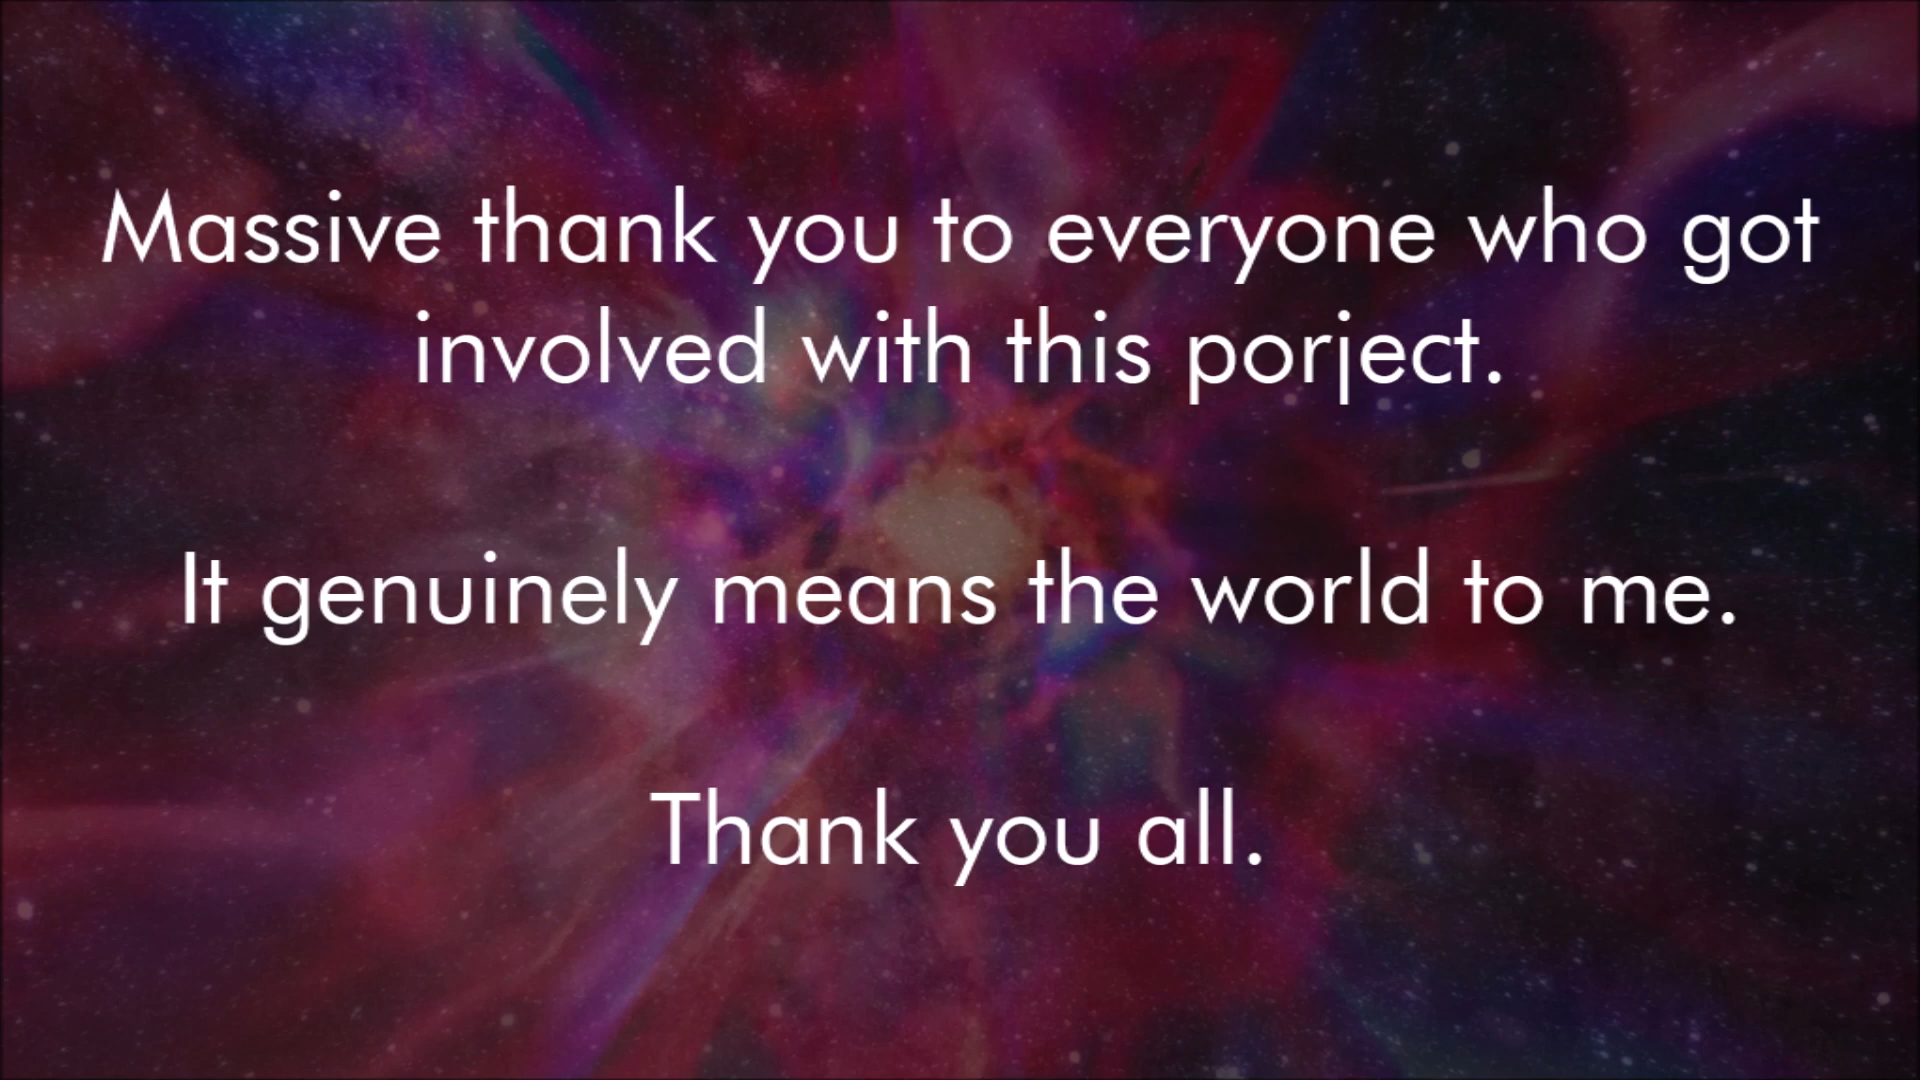 Massive thank you to everyone who got
involved with this porject.
It genuinely means the world to me.
Thank you all.